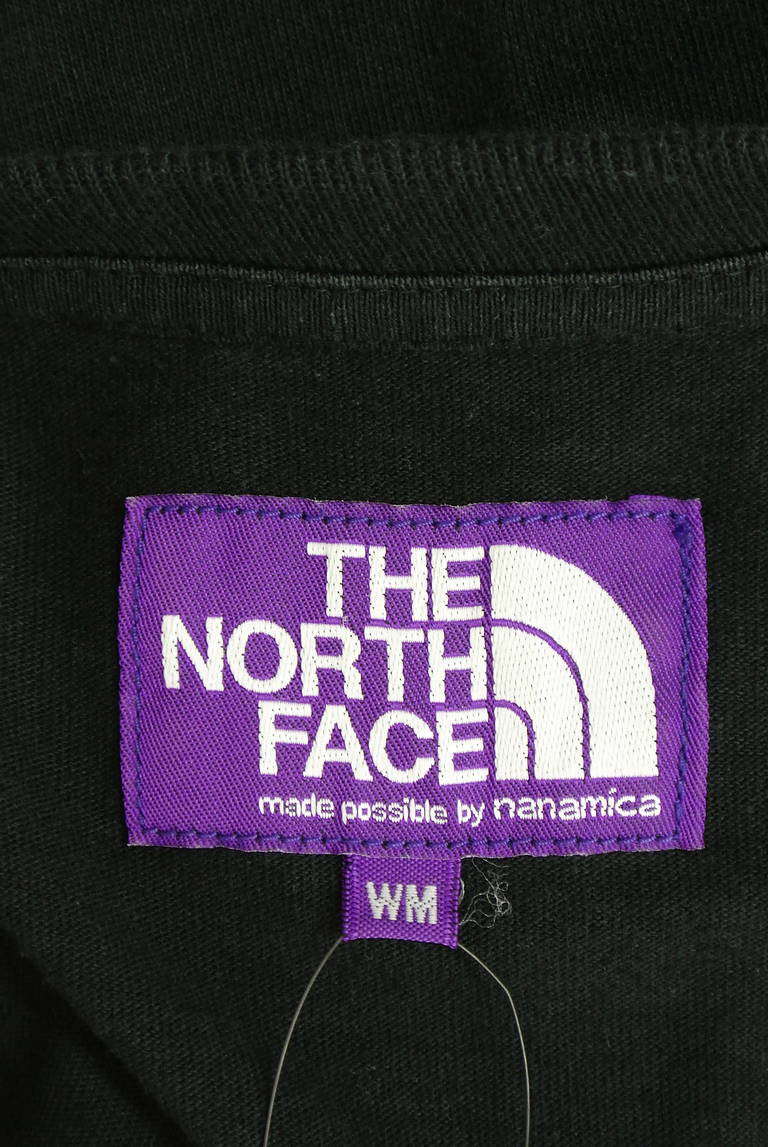 THE
NORTH
FACE
made possible by nanamica
WM